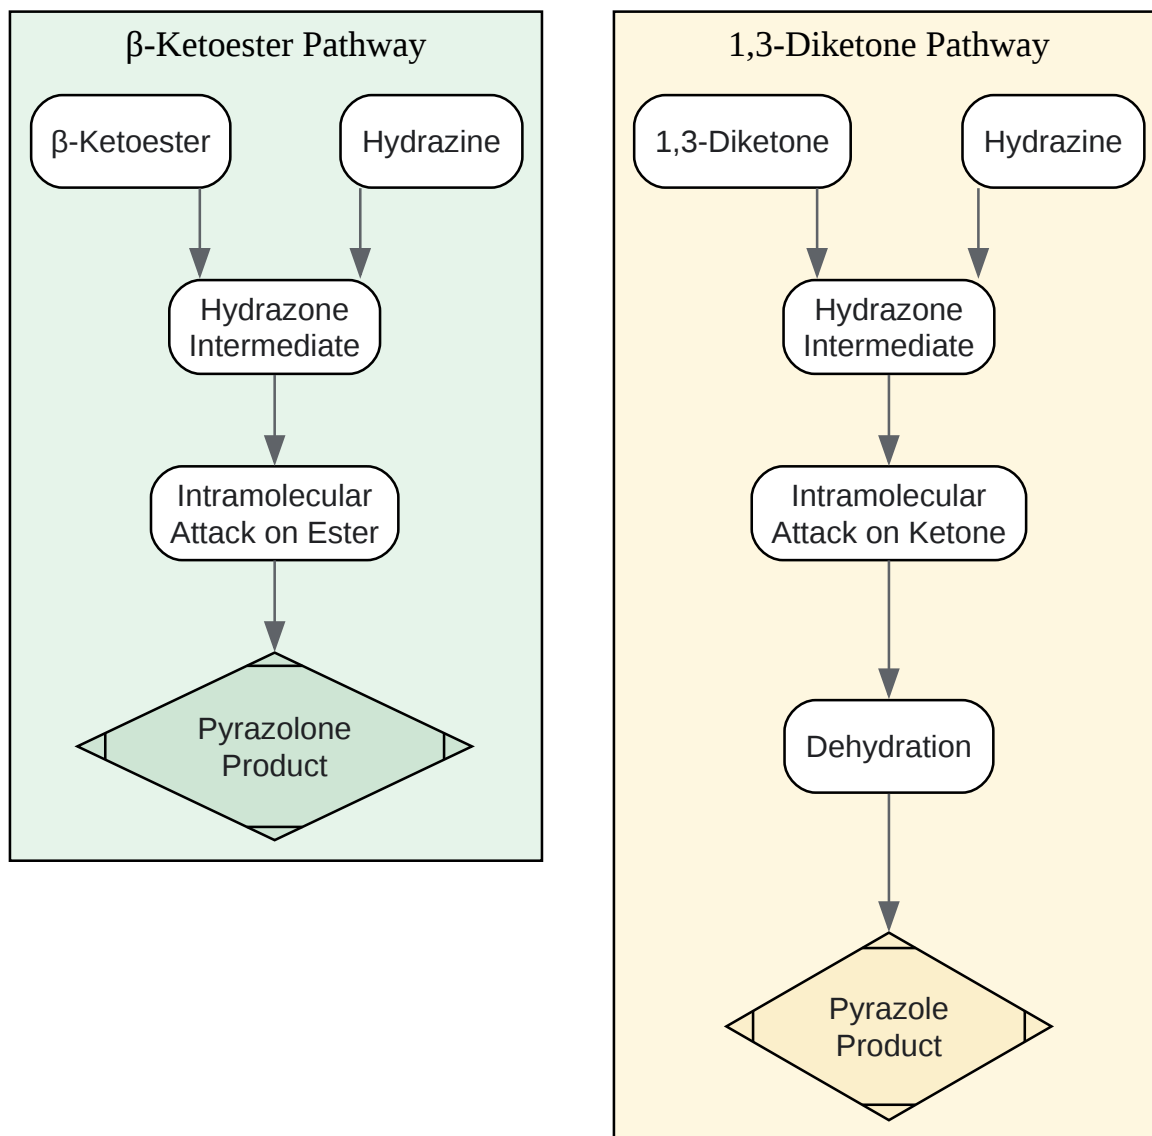 β-Ketoester Pathway
β-Ketoester
Hydrazine
Hydrazone
Intermediate
Intramolecular
Attack on Ester
Pyrazolone
Product
1,3-Diketone Pathway
1,3-Diketone
Hydrazine
Hydrazone
Intermediate
Intramolecular
Attack on Ketone
Dehydration
Pyrazole
Product